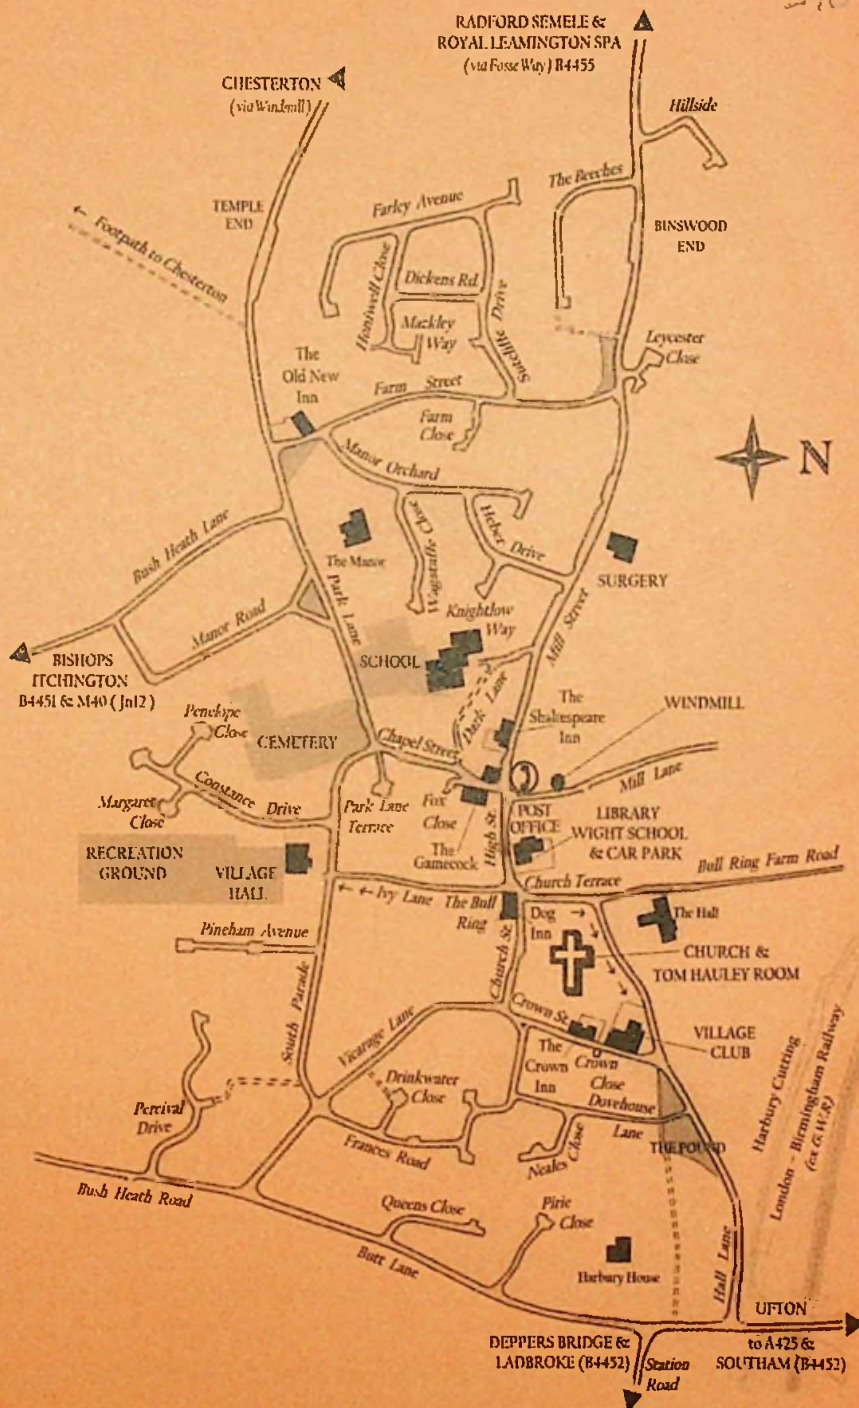 RADFORD SEMELE &
ROYAL LEAMINGTON SPA
(via Fosse Way) B4455
CHESTERTON
(via Windmill)
Hillside
The Beeches
Farley Avenue
TEMPLE
END
BINSWOOD
END
← Footpath to Chesterton
Honiwell Close
Dickens Rd.
Mackley
Way
Sutcliffe Drive
Leycester
Close
The
Old New
Inn
Farm Street
Farm
Close
N
Manor Orchard
Wagstaffe Close
Heber Drive
Bush Heath Lane
The Manor
SURGERY
Manor Road
Park Lane
Knightlow
Way
Mill Street
SCHOOL
BISHOPS
ITCHINGTON
B4451 & M40 (Jn12)
Dark Lane
The
Shakespeare
Inn
WINDMILL
Penelope
Close
CEMETERY
Chapel Street
Mill Lane
Constance Drive
Margaret
Close
Park Lane
Terrace
Fox
Close
POST
OFFICE
LIBRARY
WIGHT SCHOOL
& CAR PARK
High St.
The
Gamecock
RECREATION
GROUND
VILLAGE
HALL
Bull Ring Farm Road
Church Terrace
← ← Ivy Lane
The Bull
Ring
Dog
Inn
→
The Hall
Pineham Avenue
Church St.
CHURCH &
TOM HAULEY ROOM
South Parade
Crown St.
Vicarage Lane
VILLAGE
CLUB
The
Crown
Inn
Crown
Close
Drinkwater
Close
Dovehouse
Lane
Percival
Drive
Frances Road
Neales Close
THE POUND
Harbury Cutting
London - Birmingham Railway
(ex G.W.R.)
Bush Heath Road
Queens Close
Pirie
Close
Butt Lane
Harbury House
Hall Lane
UFTON
to A425 &
SOUTHAM (B4452)
DEPPERS BRIDGE &
LADBROKE (B4452)
Station
Road